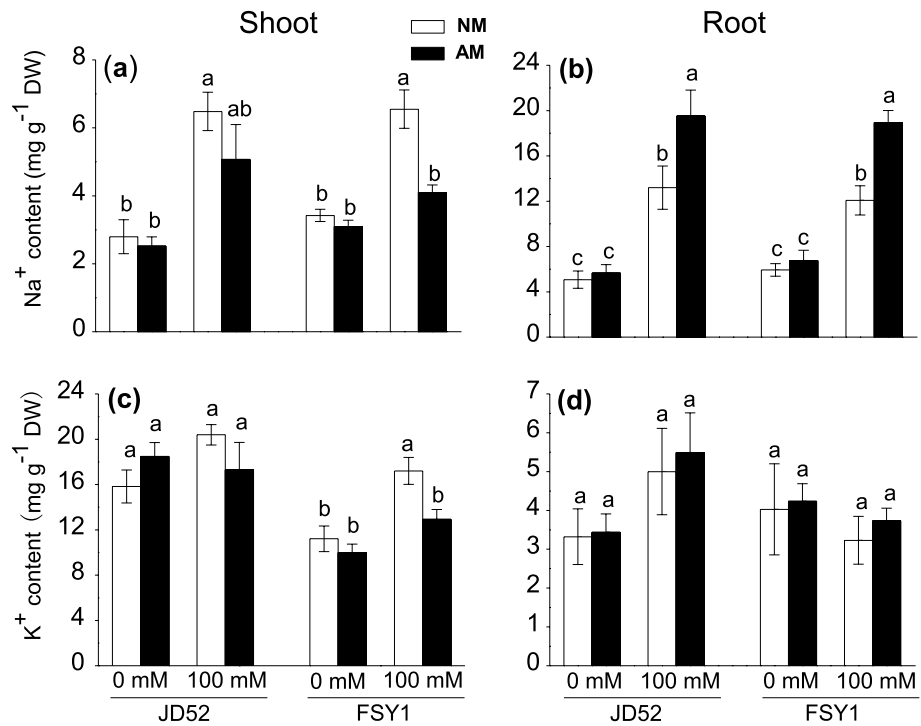 Shoot
Root
NM
AM
(a)
Na⁺ content (mg g⁻¹ DW)
8
6
4
2
0
b
b
a
ab
b
b
a
b
(b)
24
20
16
12
8
4
0
c
c
b
a
c
c
b
a
(c)
K⁺ content (mg g⁻¹ DW)
24
20
16
12
8
4
0
a
a
a
a
b
b
a
b
0 mM
100 mM
0 mM
100 mM
JD52
FSY1
(d)
7
6
5
4
3
2
1
0
a
a
a
a
a
a
a
a
0 mM
100 mM
0 mM
100 mM
JD52
FSY1